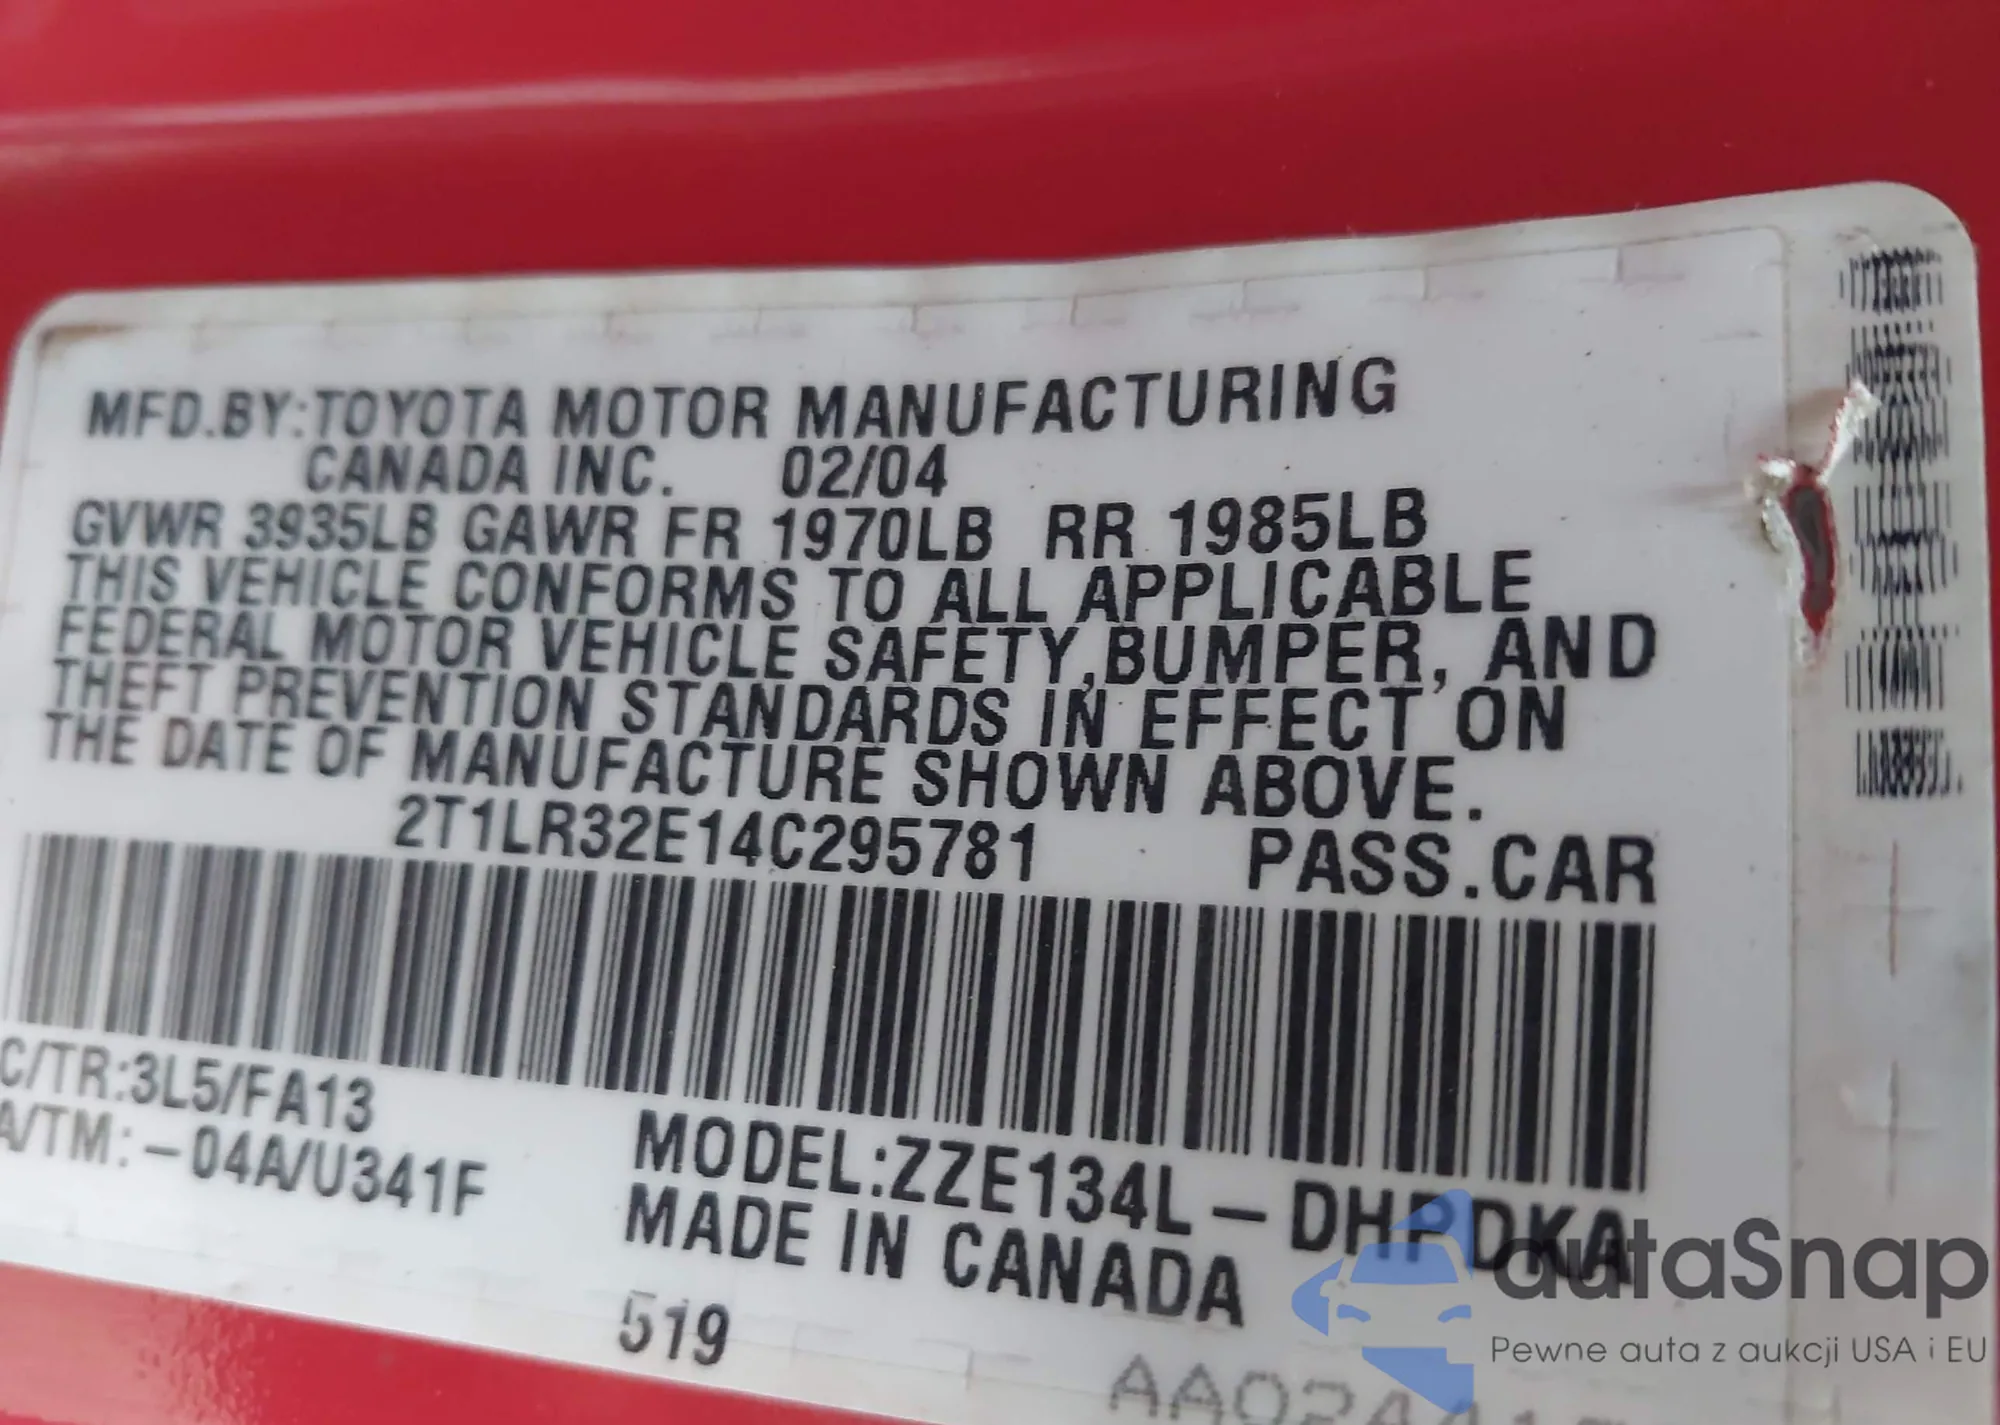 MFD.BY:TOYOTA MOTOR MANUFACTURING
CANADA INC. 02/04
GVWR 3935LB GAWR FR 1970LB RR 1985LB
THIS VEHICLE CONFORMS TO ALL APPLICABLE
FEDERAL MOTOR VEHICLE SAFETY,BUMPER, AND
THEFT PREVENTION STANDARDS IN EFFECT ON
THE DATE OF MANUFACTURE SHOWN ABOVE.
2T1LR32E14C295781 PASS.CAR
C/TR:3L5/FA13
A/TM:-04A/U341F
MODEL:ZZE134L-DHPDKA
MADE IN CANADA
519
autaSnap
Pewne auta z aukcji USA i EU